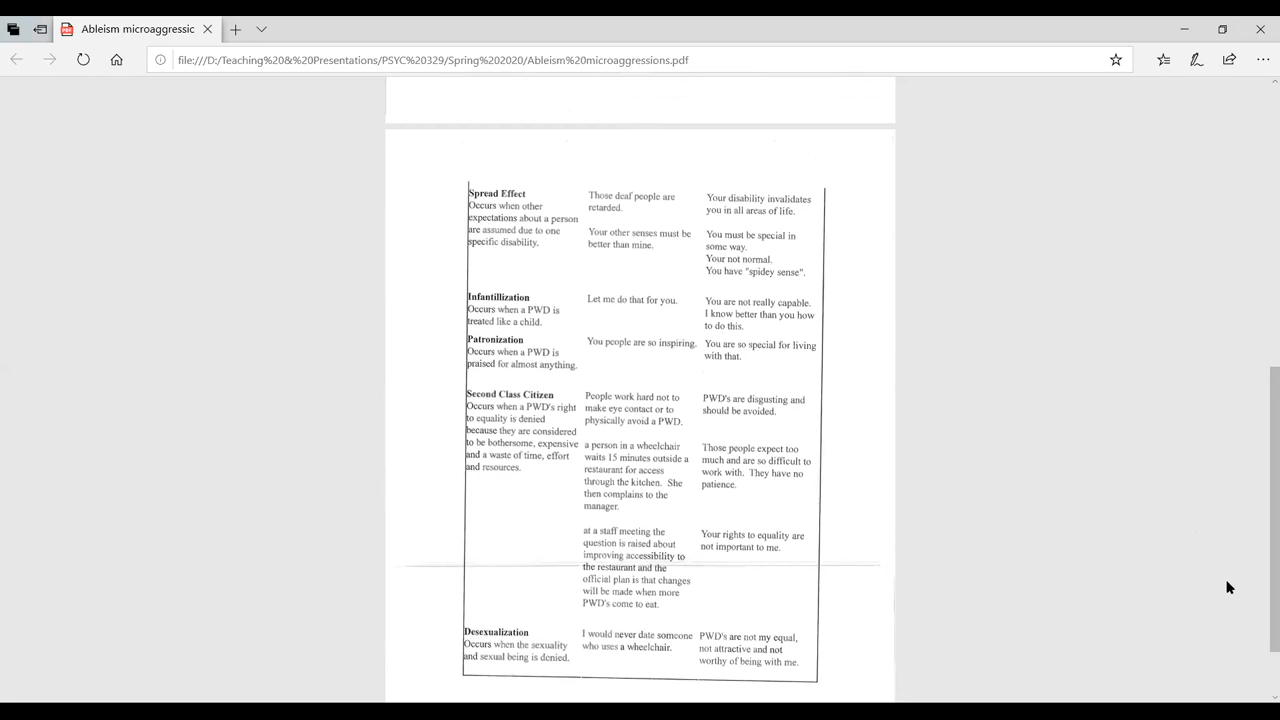 Ableism microaggressic
file:///D:/Teaching%20&%20Presentations/PSYC%20329/Spring%202020/Ableism%20microaggressions.pdf
Spread Effect
Occurs when other
expectations about a person
are assumed due to one
specific disability.
Those deaf people are
retarded.
Your disability invalidates
you in all areas of life.
Your other senses must be
better than mine.
You must be special in
some way.
Your not normal.
You have "spidey sense".
Infantillization
Occurs when a PWD is
treated like a child.
Let me do that for you.
You are not really capable.
I know better than you how
to do this.
Patronization
Occurs when a PWD is
praised for almost anything.
You people are so inspiring.
You are so special for living
with that.
Second Class Citizen
Occurs when a PWD's right
to equality is denied
because they are considered
to be bothersome, expensive
and a waste of time, effort
and resources.
People work hard not to
make eye contact or to
physically avoid a PWD.
PWD's are disgusting and
should be avoided.
a person in a wheelchair
waits 15 minutes outside a
restaurant for access
through the kitchen. She
then complains to the
manager.
Those people expect too
much and are so difficult to
work with. They have no
patience.
at a staff meeting the
question is raised about
improving accessibility to
the restaurant and the
official plan is that changes
will be made when more
PWD's come to eat.
Your rights to equality are
not important to me.
Desexualization
Occurs when the sexuality
and sexual being is denied.
I would never date someone
who uses a wheelchair.
PWD's are not my equal,
not attractive and not
worthy of being with me.